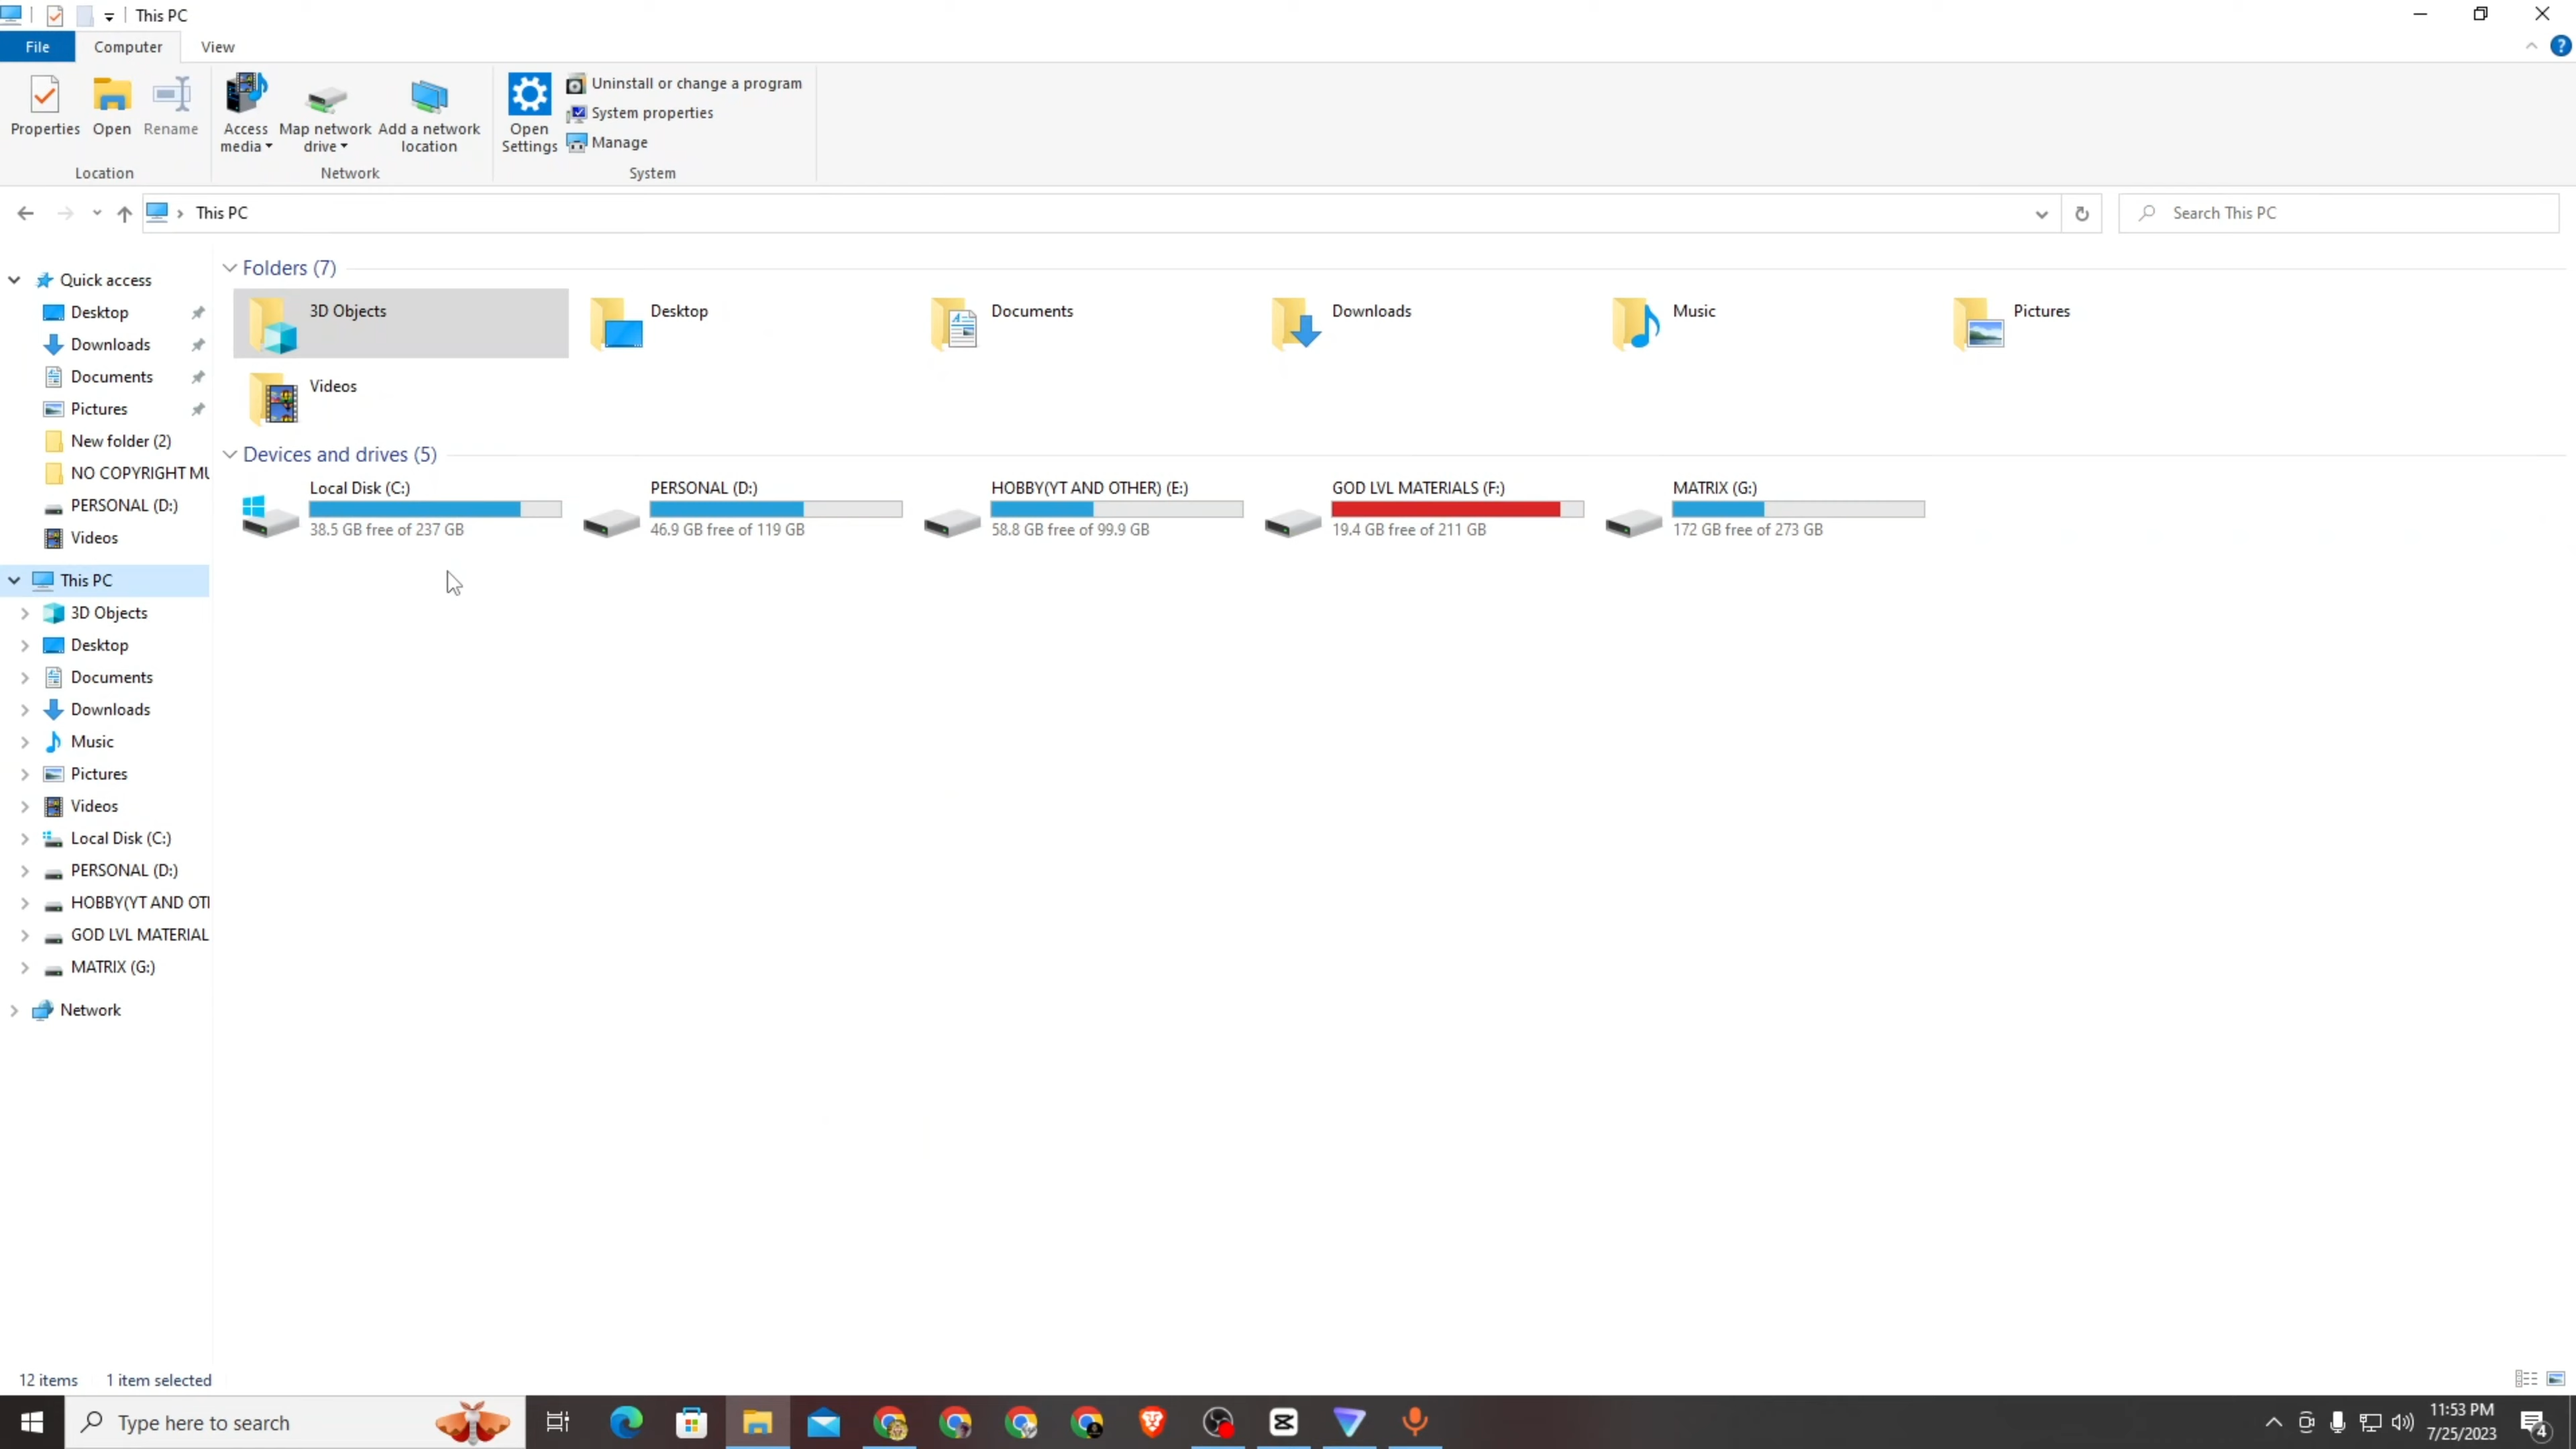 This PC
File
Computer
View
Properties
Open
Rename
Access media
Map network drive
Add a network location
Open Settings
Uninstall or change a program
System properties
Manage
Location
Network
System
This PC
Search This PC
Quick access
Desktop
Downloads
Documents
Pictures
New folder (2)
NO COPYRIGHT MU
PERSONAL (D:)
Videos
This PC
3D Objects
Desktop
Documents
Downloads
Music
Pictures
Videos
Local Disk (C:)
PERSONAL (D:)
HOBBY(YT AND OTH
GOD LVL MATERIAL
MATRIX (G:)
Network
Folders (7)
3D Objects
Desktop
Documents
Downloads
Music
Pictures
Videos
Devices and drives (5)
Local Disk (C:)
38.5 GB free of 237 GB
PERSONAL (D:)
46.9 GB free of 119 GB
HOBBY(YT AND OTHER) (E:)
58.8 GB free of 99.9 GB
GOD LVL MATERIALS (F:)
19.4 GB free of 211 GB
MATRIX (G:)
172 GB free of 273 GB
12 items
1 item selected
Type here to search
11:53 PM
7/25/2023
4